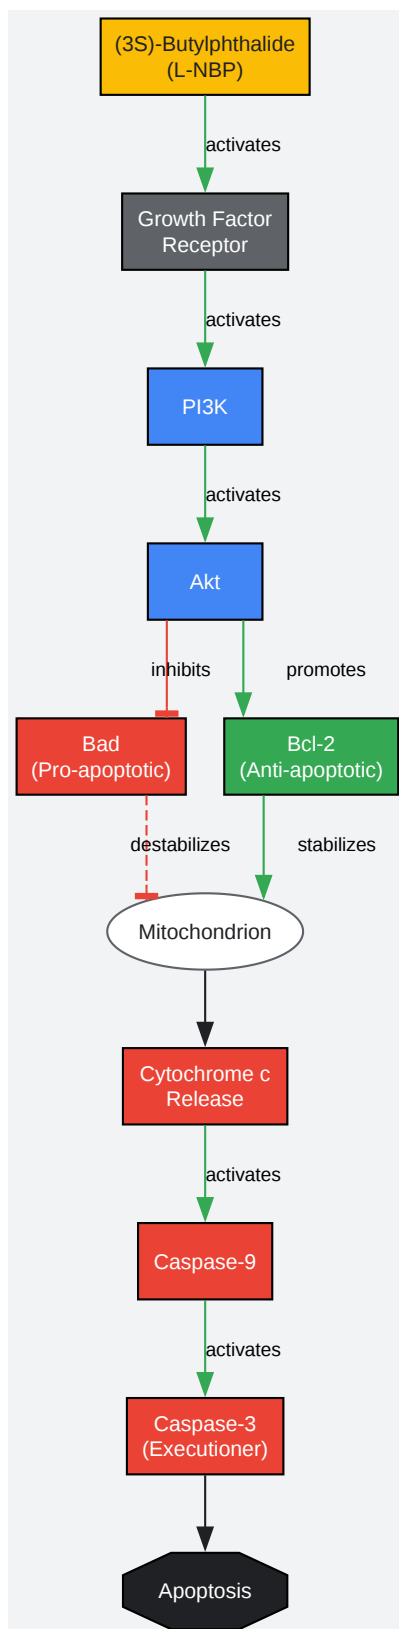 (3S)-Butylphthalide
(L-NBP)
activates
Growth Factor
Receptor
activates
PI3K
activates
Akt
inhibits
promotes
Bad
(Pro-apoptotic)
Bcl-2
(Anti-apoptotic)
destabilizes
stabilizes
Mitochondrion
Cytochrome c
Release
activates
Caspase-9
activates
Caspase-3
(Executioner)
Apoptosis